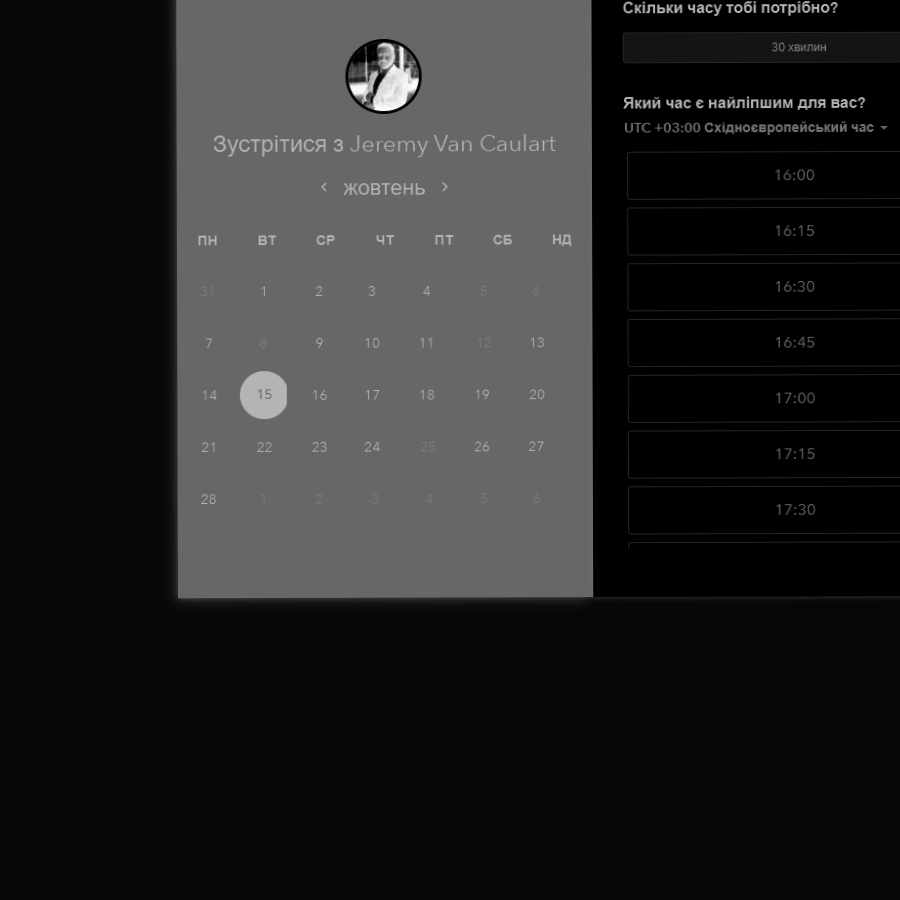 Зустрітися з Jeremy Van Caulart
жовтень
ПН ВТ СР ЧТ ПТ СБ НД
31 1 2 3 4 5 6
7 8 9 10 11 12 13
14 15 16 17 18 19 20
21 22 23 24 25 26 27
28 1 2 3 4 5 6
Скільки часу тобі потрібно?
30 хвилин
Який час є найліпшим для вас?
UTC +03:00 Східноєвропейський час
16:00
16:15
16:30
16:45
17:00
17:15
17:30